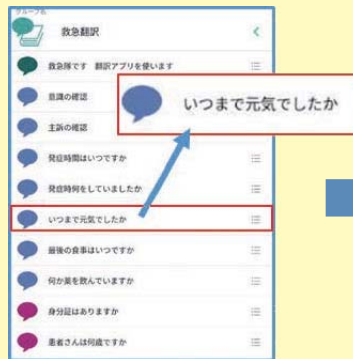 グループ名
救急翻訳
救急隊です 翻訳アプリを使います
意識の確認
主訴の確認
いつまで元気でしたか
発症時間はいつですか
発症時何をしていましたか
いつまで元気でしたか
最後の食事はいつですか
何か薬を飲んでいますか
身分証はありますか
患者さんは何歳ですか